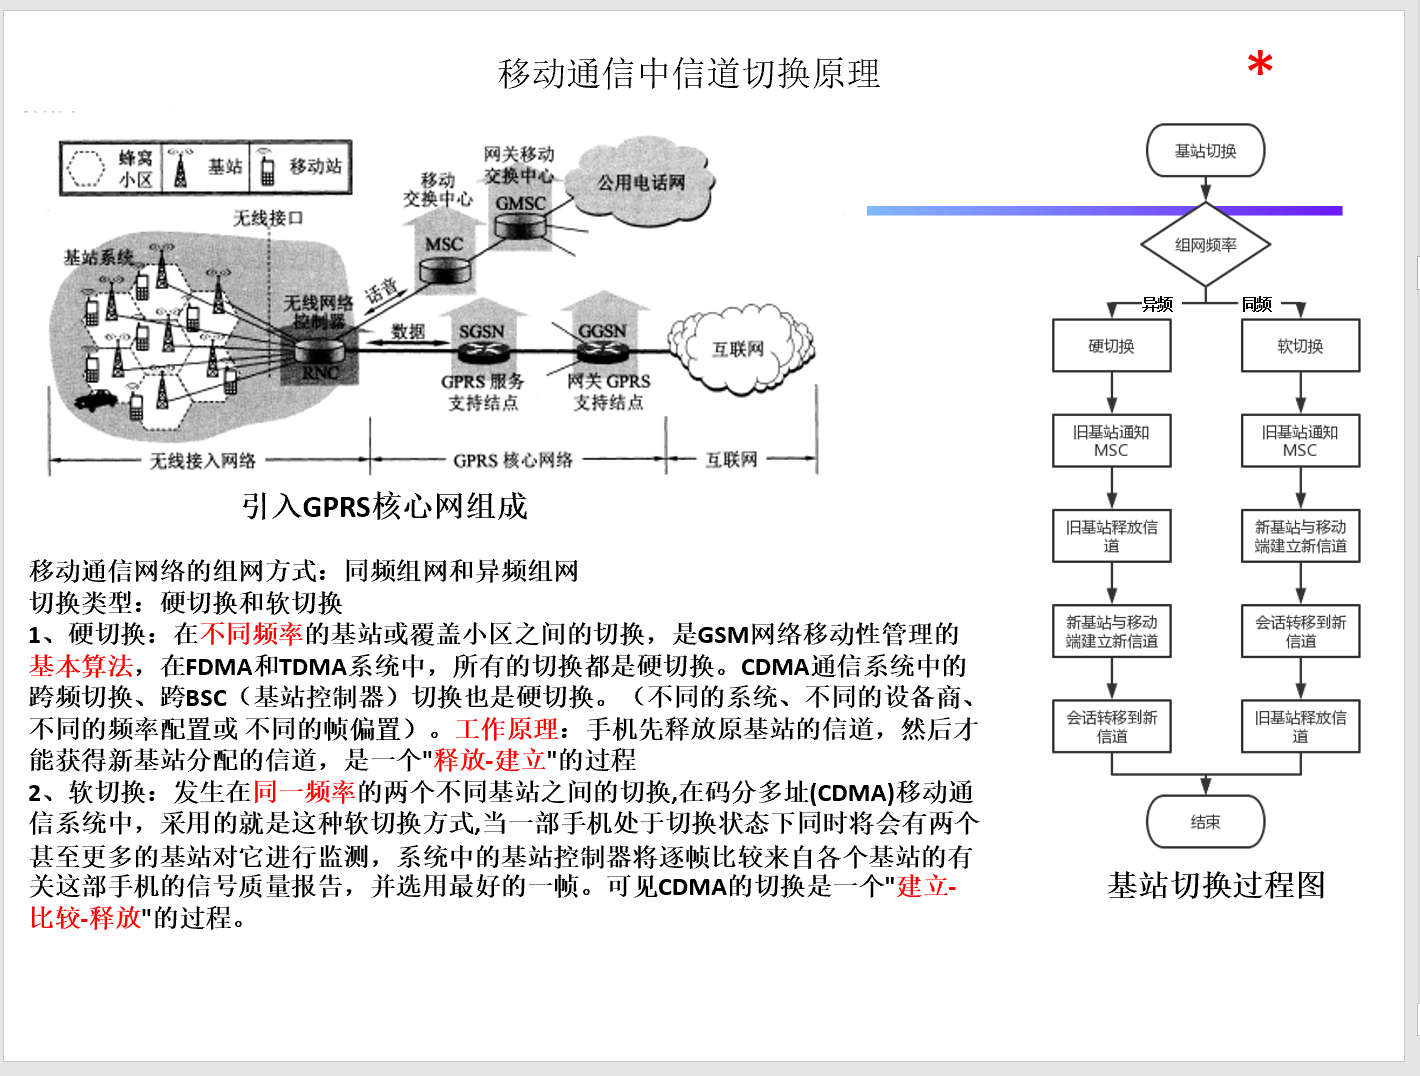 移动通信中信道切换原理
*
蜂窝
小区
基站
移动站
无线接口
基站系统
无线网络
控制器
RNC
话音
数据
移动
交换中心
MSC
网关移动
交换中心
GMSC
公用电话网
SGSN
GPRS 服务
支持结点
GGSN
网关 GPRS
支持结点
互联网
无线接入网络
GPRS 核心网络
互联网
引入GPRS核心网组成
移动通信网络的组网方式：同频组网和异频组网
切换类型：硬切换和软切换
1、硬切换：在不同频率的基站或覆盖小区之间的切换，是GSM网络移动性管理的
基本算法，在FDMA和TDMA系统中，所有的切换都是硬切换。CDMA通信系统中的
跨频切换、跨BSC（基站控制器）切换也是硬切换。（不同的系统、不同的设备商、
不同的频率配置或 不同的帧偏置）。工作原理：手机先释放原基站的信道，然后才
能获得新基站分配的信道，是一个"释放-建立"的过程
2、软切换：发生在同一频率的两个不同基站之间的切换,在码分多址(CDMA)移动通
信系统中，采用的就是这种软切换方式,当一部手机处于切换状态下同时将会有两个
甚至更多的基站对它进行监测，系统中的基站控制器将逐帧比较来自各个基站的有
关这部手机的信号质量报告，并选用最好的一帧。可见CDMA的切换是一个"建立-
比较-释放"的过程。
基站切换
组网频率
异频
同频
硬切换
旧基站通知
MSC
旧基站释放信
道
新基站与移动
端建立新信道
会话转移到新
信道
软切换
旧基站通知
MSC
新基站与移动
端建立新信道
会话转移到新
信道
旧基站释放信
道
结束
基站切换过程图